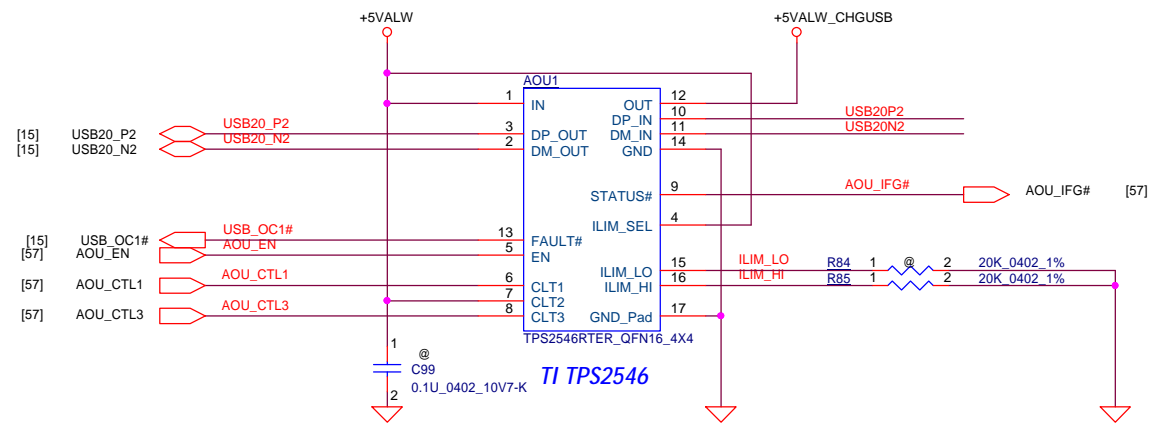 +5VALW +5VALW_CHGUSB
AOU1
1 IN OUT 12
DP_IN 10 USB20P2
[15] USB20_P2 USB20_P2 3 DP_OUT DM_IN 11 USB20N2
[15] USB20_N2 USB20_N2 2 DM_OUT GND 14
STATUS# 9 AOU_IFG# AOU_IFG# [57]
ILIM_SEL 4
[15] USB_OC1# USB_OC1# 13 FAULT#
[57] AOU_EN AOU_EN 5 EN
ILIM_LO 15 ILIM_LO R84 1 @ 2 20K_0402_1%
[57] AOU_CTL1 AOU_CTL1 6 CLT1 ILIM_HI 16 ILIM_HI R85 1 2 20K_0402_1%
7 CLT2
[57] AOU_CTL3 AOU_CTL3 8 CLT3 GND_Pad 17
TPS2546RTER_QFN16_4X4
1
@
C99
TI TPS2546
0.1U_0402_10V7-K
2